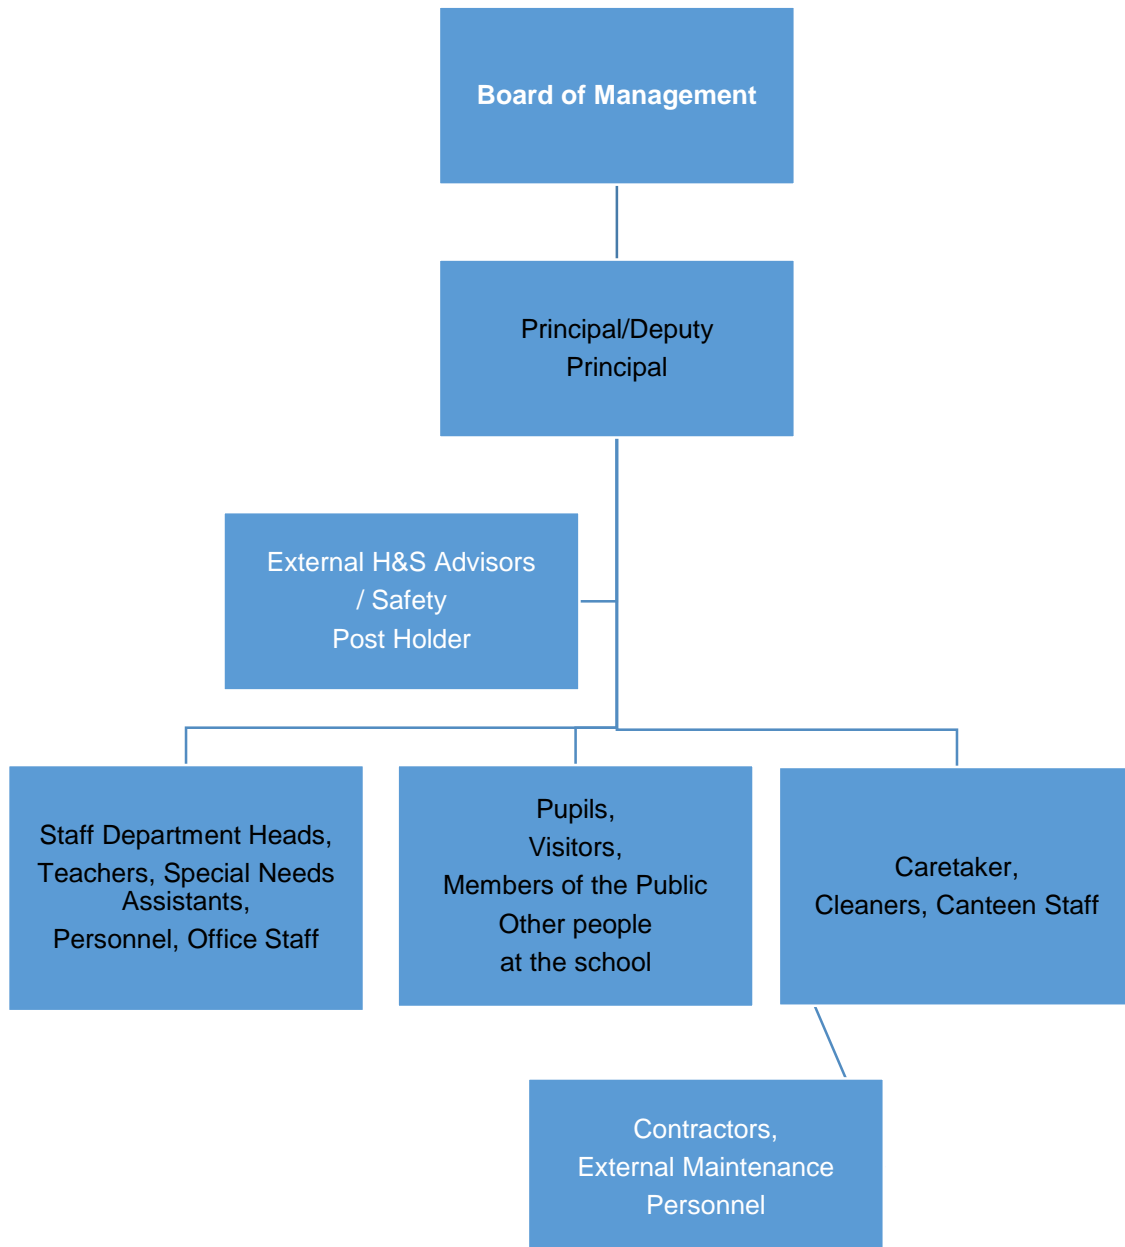 Board of Management
Principal/Deputy
Principal
External H&S Advisors
/ Safety
Post Holder
Staff Department Heads,
Teachers, Special Needs
Assistants,
Personnel, Office Staff
Pupils,
Visitors,
Members of the Public
Other people
at the school
Caretaker,
Cleaners, Canteen Staff
Contractors,
External Maintenance
Personnel